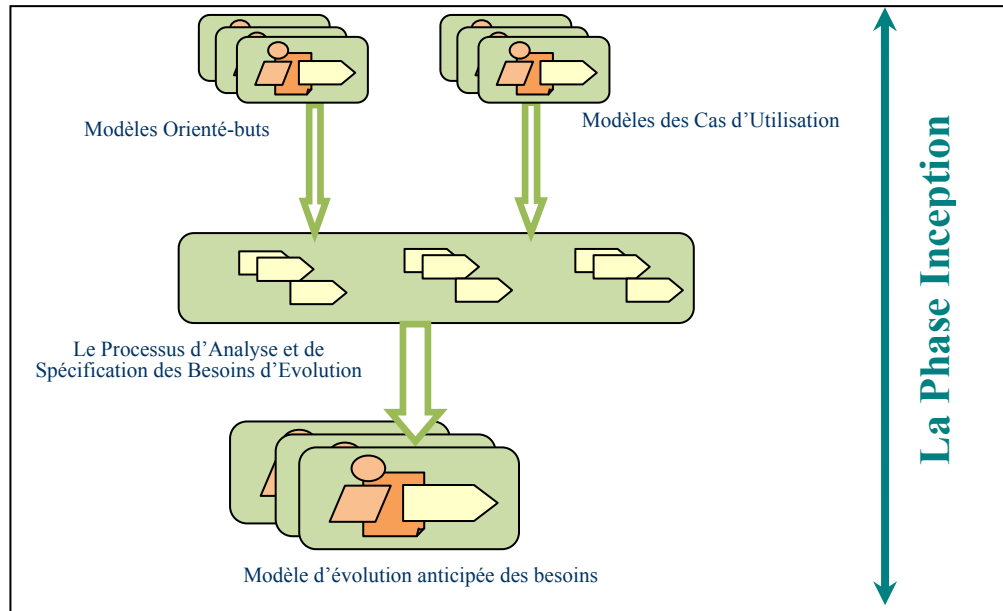 Modèles Orienté-buts
Modèles des Cas d’Utilisation
Le Processus d’Analyse et de
Spécification des Besoins d’Evolution
Modèle d’évolution anticipée des besoins
La Phase Inception